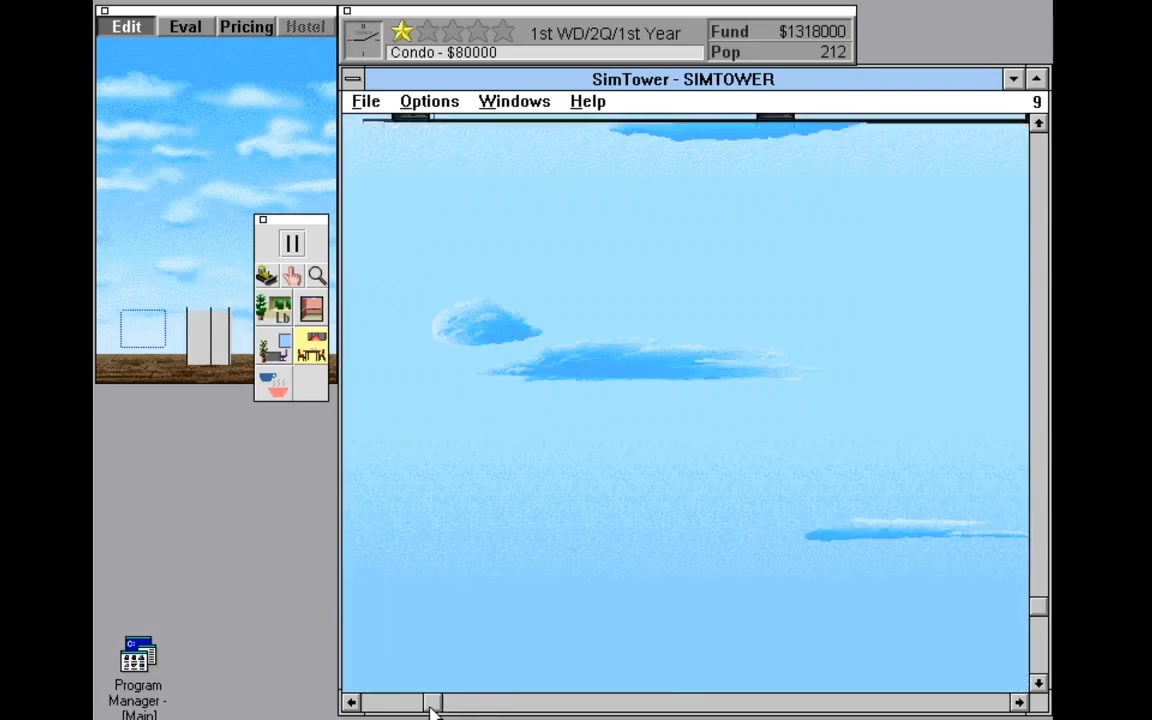 Edit Eval Pricing Hotel
1st WD/2Q/1st Year
Fund $1318000
Condo - $80000
Pop 212
SimTower - SIMTOWER
File Options Windows Help 9
Lb
Program
Manager -
[Main]